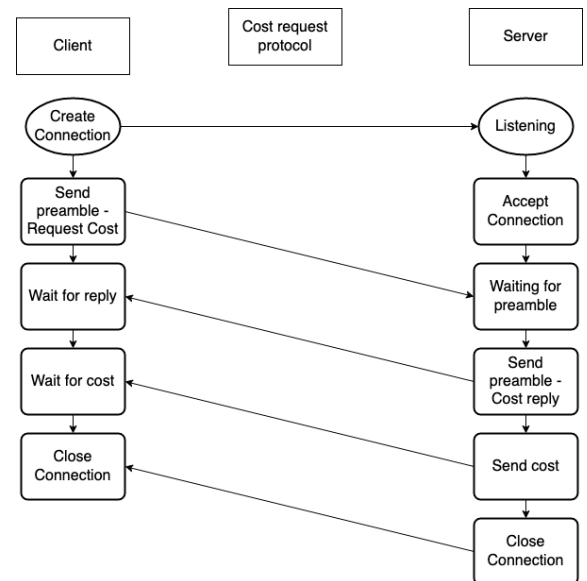 Client
Cost request
protocol
Server
Create
Connection
Listening
Send
preamble -
Request Cost
Accept
Connection
Wait for reply
Waiting for
preamble
Wait for cost
Send
preamble -
Cost reply
Close
Connection
Send cost
Close
Connection